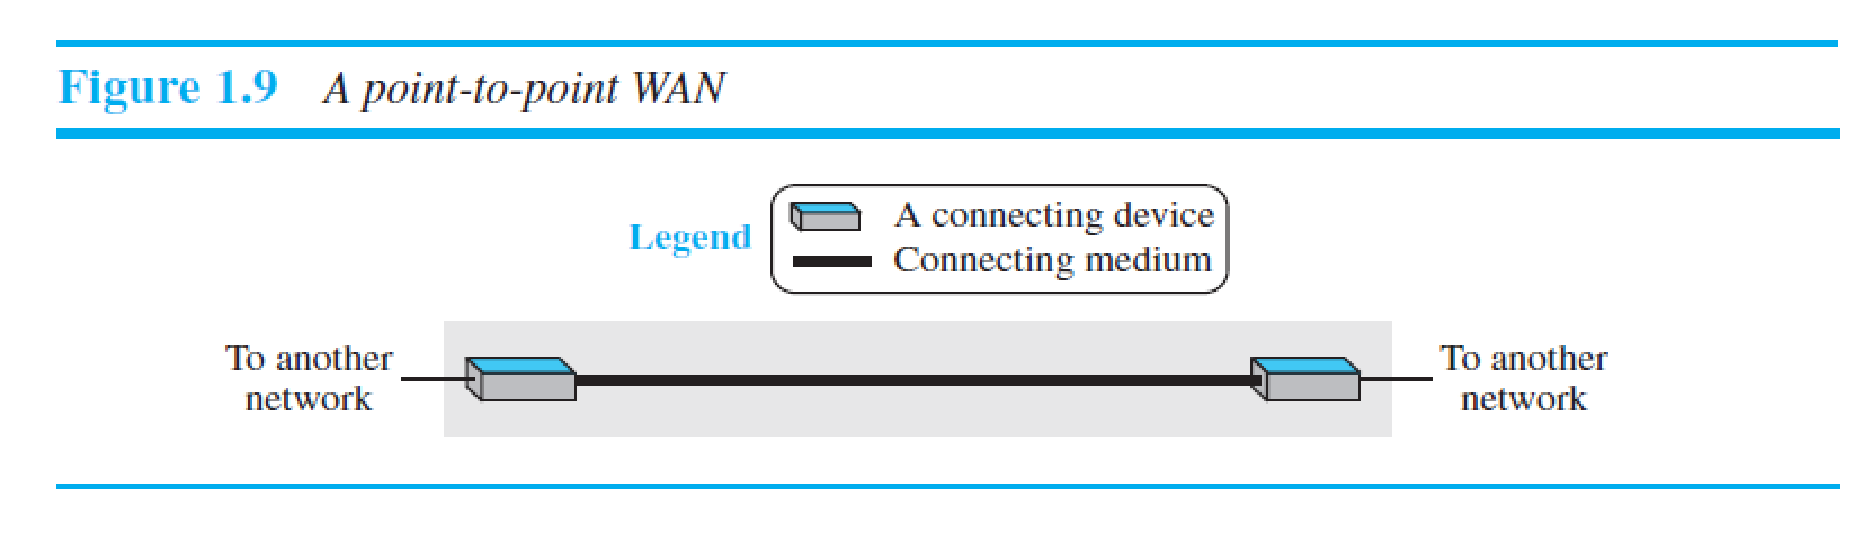 Figure 1.9 A point-to-point WAN
Legend
A connecting device
Connecting medium
To another
network
To another
network